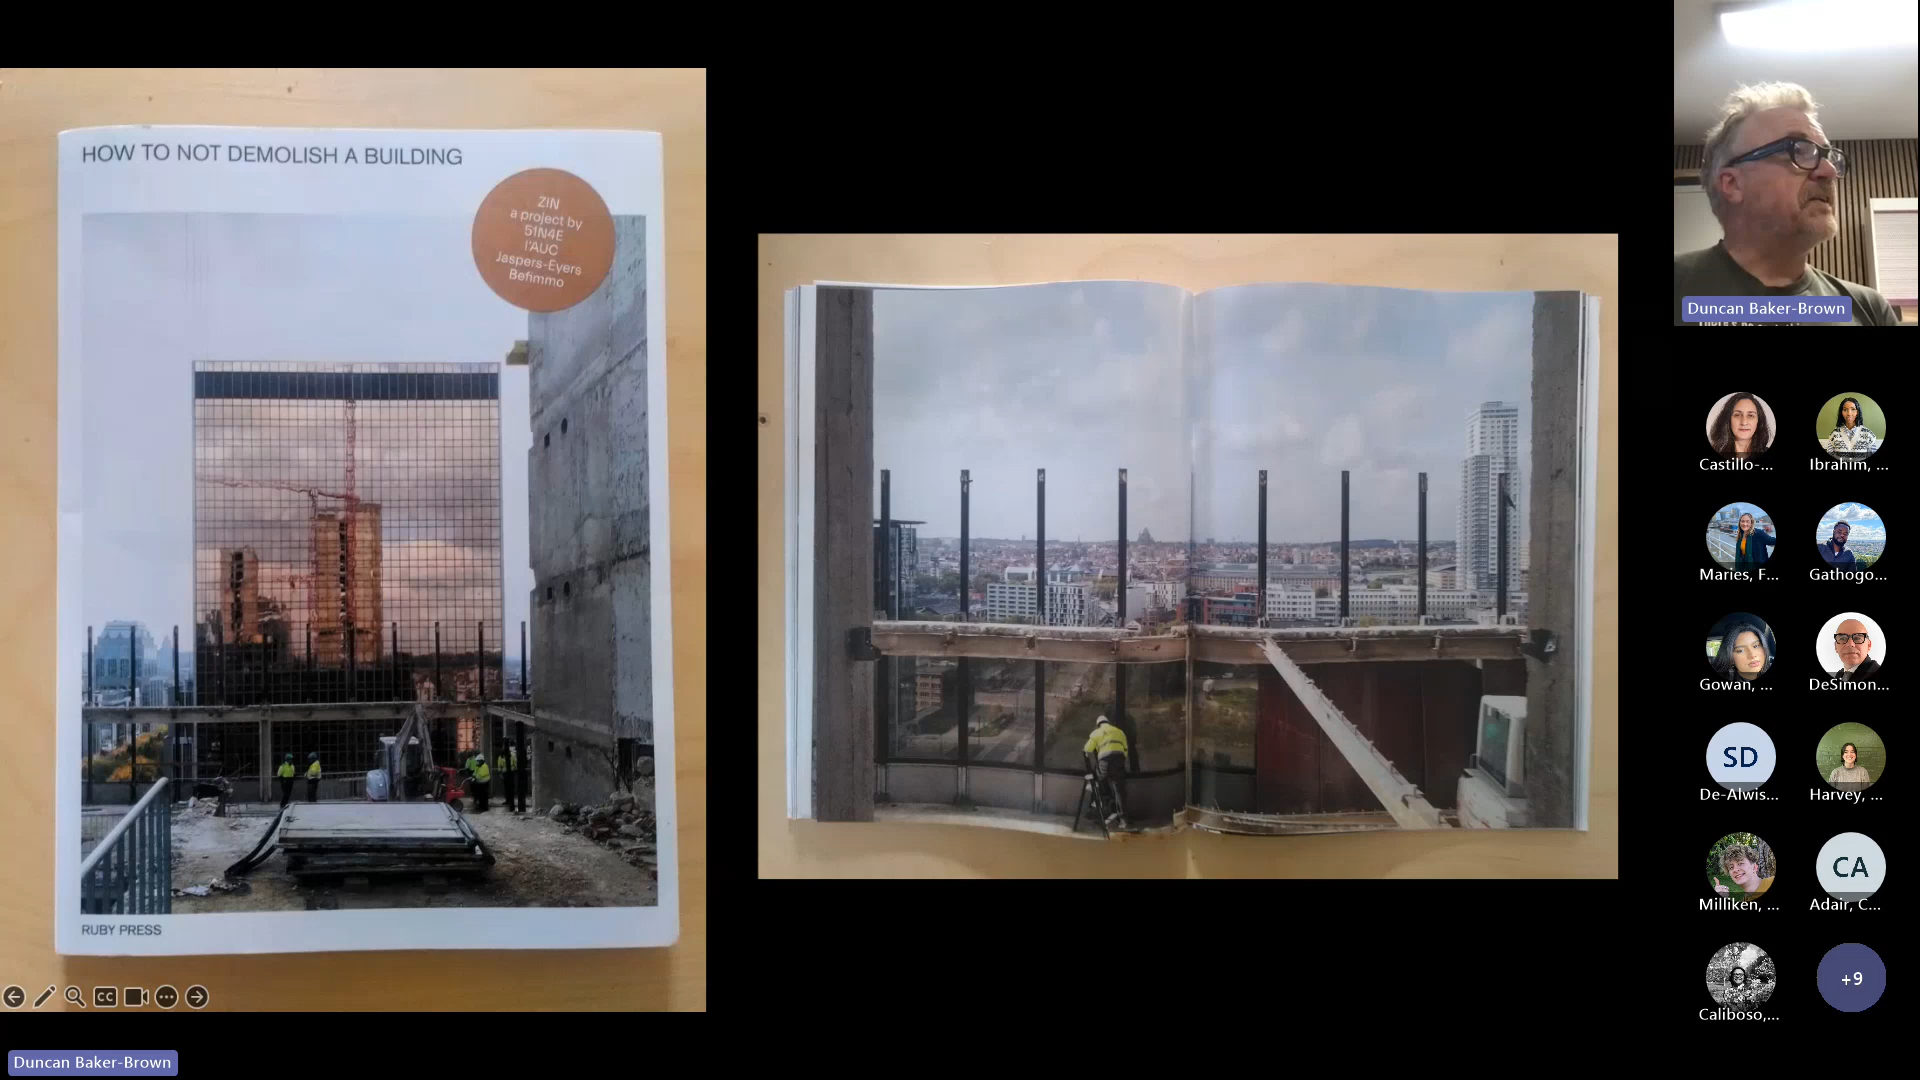 HOW TO NOT DEMOLISH A BUILDING
ZIN
a project by
51N4E
l'AUC
Jaspers-Eyers
Befimmo
RUBY PRESS
CC
Duncan Baker-Brown
Duncan Baker-Brown
Castillo-...
Ibrahim, ...
Maries, F...
Gathogo...
Gowan, ...
DeSimon...
SD
De-Alwis...
Harvey, ...
Milliken, ...
CA
Adair, C...
Caliboso,...
+9